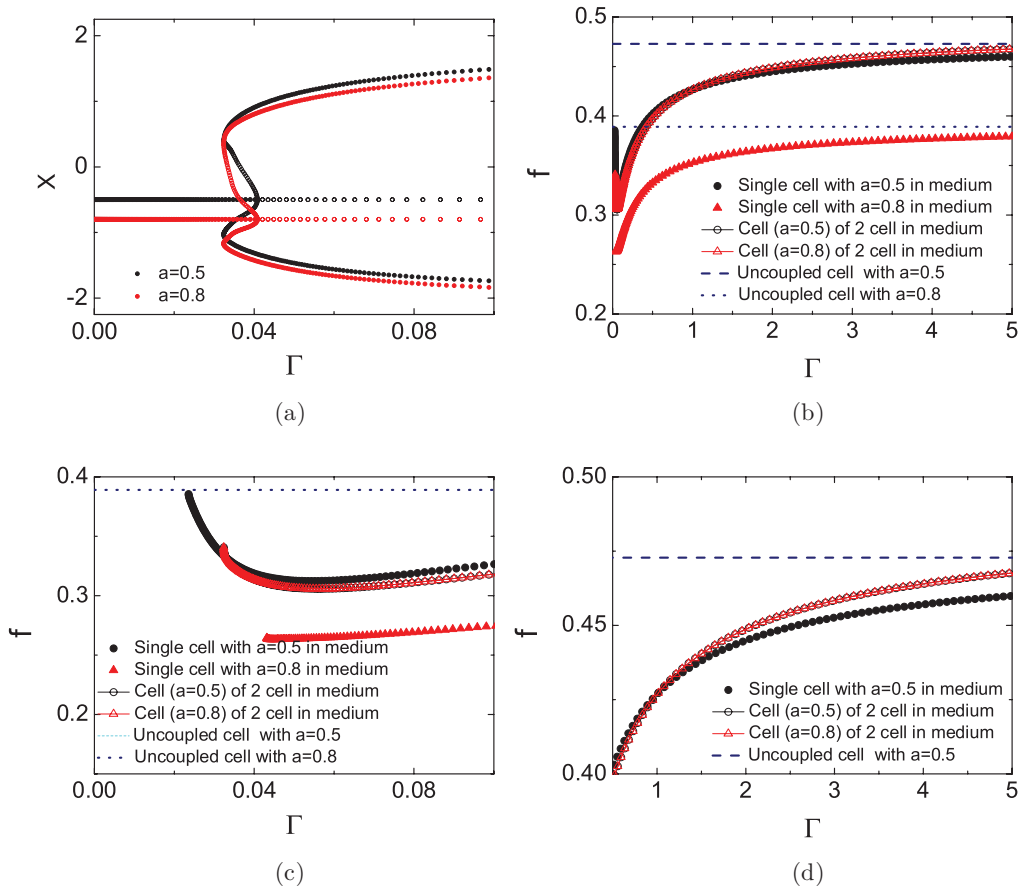 2
0
-2
X
0.00
0.04
0.08
Γ
a=0.5
a=0.8
(a)
0.5
0.4
0.3
0.2
f
0
1
2
3
4
5
Γ
Single cell with a=0.5 in medium
Single cell with a=0.8 in medium
Cell (a=0.5) of 2 cell in medium
Cell (a=0.8) of 2 cell in medium
Uncoupled cell with a=0.5
Uncoupled cell with a=0.8
(b)
0.4
0.3
0.2
f
0.00
0.04
0.08
Γ
Single cell with a=0.5 in medium
Single cell with a=0.8 in medium
Cell (a=0.5) of 2 cell in medium
Cell (a=0.8) of 2 cell in medium
Uncoupled cell with a=0.5
Uncoupled cell with a=0.8
(c)
0.50
0.45
0.40
f
1
2
3
4
5
Γ
Single cell with a=0.5 in medium
Cell (a=0.5) of 2 cell in medium
Cell (a=0.8) of 2 cell in medium
Uncoupled cell with a=0.5
(d)